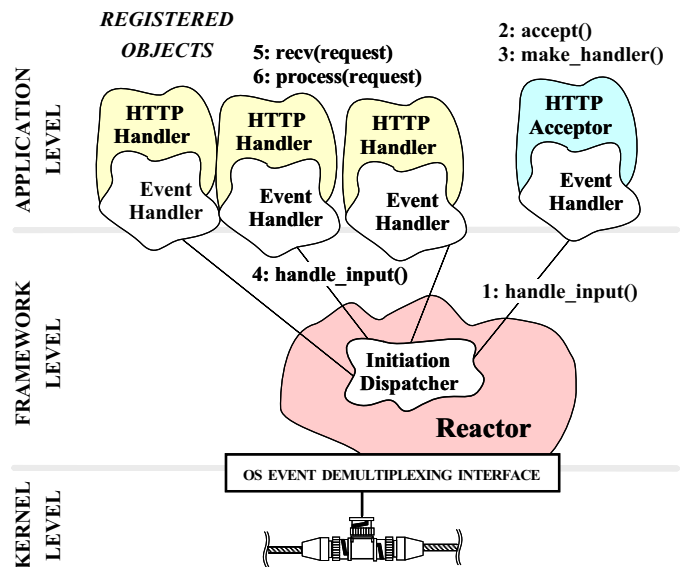 REGISTERED
OBJECTS
2: accept()
3: make_handler()
5: recv(request)
6: process(request)
APPLICATION
LEVEL
HTTP
Handler
HTTP
Handler
HTTP
Handler
HTTP
Acceptor
Event
Handler
Event
Handler
Event
Handler
Event
Handler
4: handle_input()
1: handle_input()
FRAMEWORK
LEVEL
Initiation
Dispatcher
Reactor
OS EVENT DEMULTIPLEXING INTERFACE
KERNEL
LEVEL